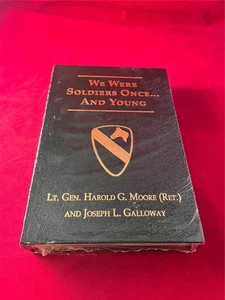 We Were
Soldiers Once...
And Young
Lt. Gen. Harold G. Moore (Ret.)
and Joseph L. Galloway